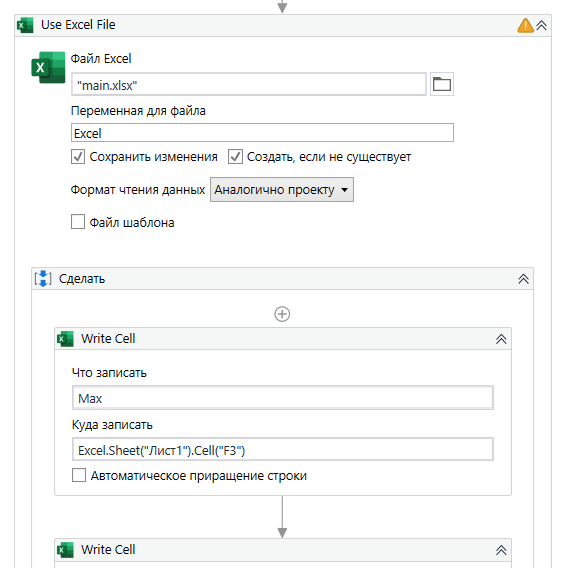 Use Excel File
Файл Excel
"main.xlsx"
Переменная для файла
Excel
Сохранить изменения Создать, если не существует
Формат чтения данных Аналогично проекту
Файл шаблона
Сделать
Write Cell
Что записать
Max
Куда записать
Excel.Sheet("Лист1").Cell("F3")
Автоматическое приращение строки
Write Cell